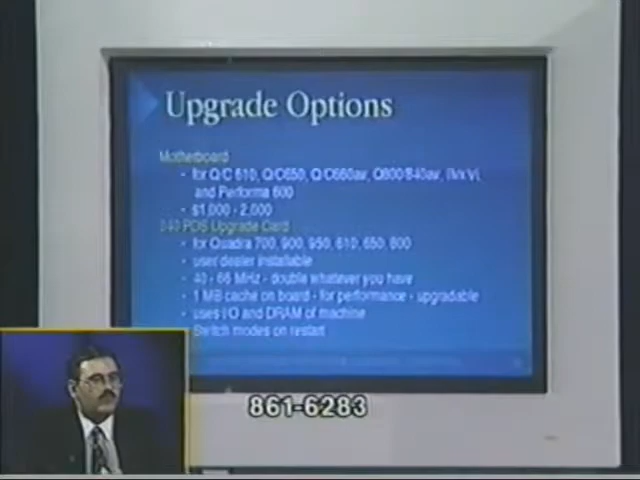 Upgrade Options
Motherboard
- for Q/C 610, Q/C650, Q/C660av, Q800/840av, IIvx Vi,
and Performa 600
- $1,000 - 2,000
PDS Upgrade Card
- for Quadra 700, 900, 950, 610, 650, 800
- user dealer installable
- 40 - 66 MHz - double whatever you have
- 1 MB cache on board - for performance - upgradable
- uses I/O and DRAM of machine
Switch modes on restart
861-6283